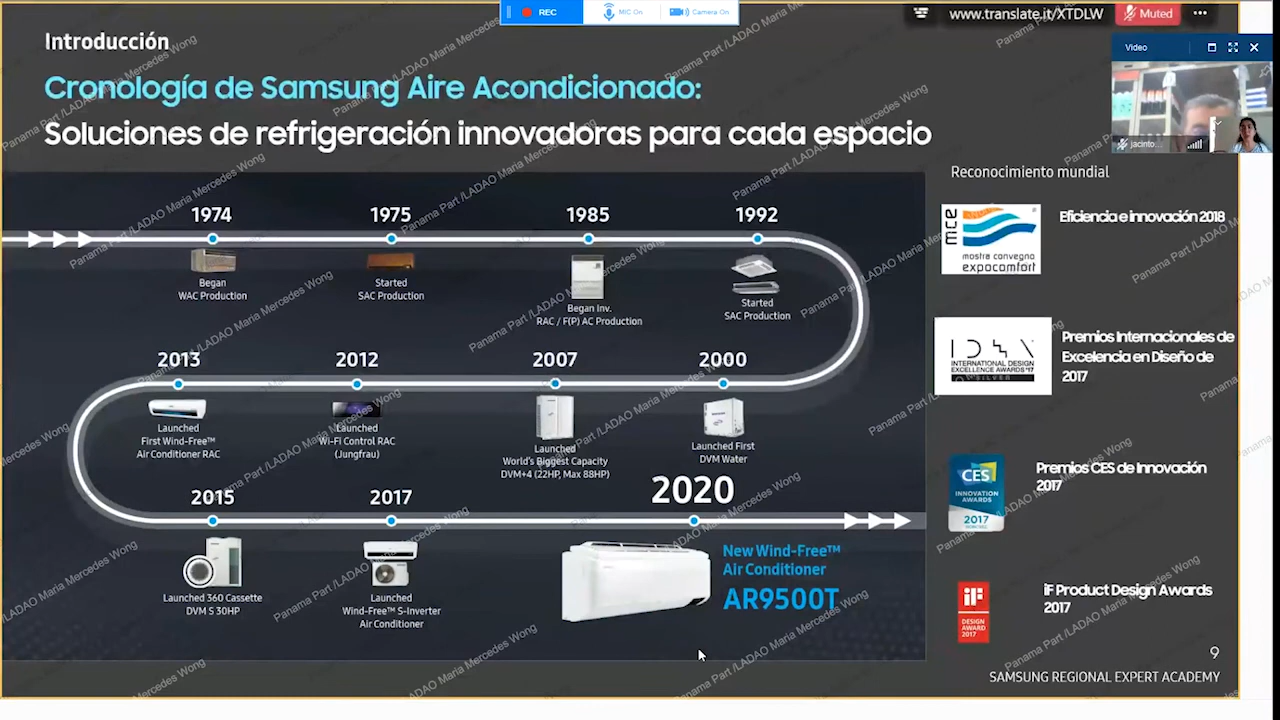 REC
MIC On
Camera On
www.translate.it/XTDLW
Muted
Video
jacinto...
Introducción
Cronología de Samsung Aire Acondicionado:
Soluciones de refrigeración innovadoras para cada espacio
1974
Began
WAC Production
1975
Started
SAC Production
1985
Began Inv.
RAC / F(P) AC Production
1992
Started
SAC Production
2013
Launched
First Wind-Free™
Air Conditioner RAC
2012
Launched
Wi-Fi Control RAC
(Jungfrau)
2007
Launched
World's Biggest Capacity
DVM+4 (22HP, Max 88HP)
2000
Launched First
DVM Water
2015
Launched 360 Cassette
DVM S 30HP
2017
Launched
Wind-Free™ S-Inverter
Air Conditioner
2020
New Wind-Free™
Air Conditioner
AR9500T
Reconocimiento mundial
mce
mostra convegno
expocomfort
Eficiencia e innovación 2018
INTERNATIONAL DESIGN
EXCELLENCE AWARDS '17
SILVER
Premios Internacionales de
Excelencia en Diseño de
2017
CES
INNOVATION
AWARDS
2017
Premios CES de Innovación
2017
iF
DESIGN
AWARD
2017
iF Product Design Awards
2017
9
SAMSUNG REGIONAL EXPERT ACADEMY
Panama Part /LADAO Maria Mercedes Wong